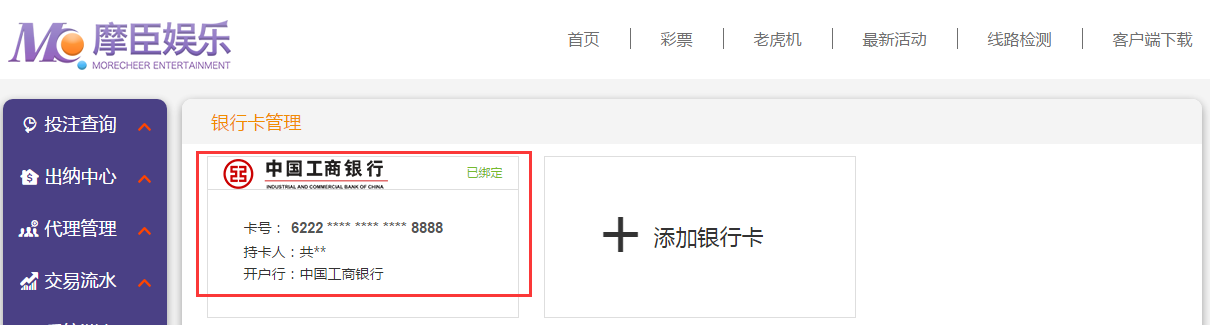 摩臣娱乐
MORECHEER ENTERTAINMENT
首页 彩票 老虎机 最新活动 线路检测 客户端下载
投注查询
出纳中心
代理管理
交易流水
银行卡管理
中国工商银行
INDUSTRIAL AND COMMERCIAL BANK OF CHINA
已绑定
卡号： 6222 **** **** **** 8888
持卡人：共**
开户行：中国工商银行
添加银行卡